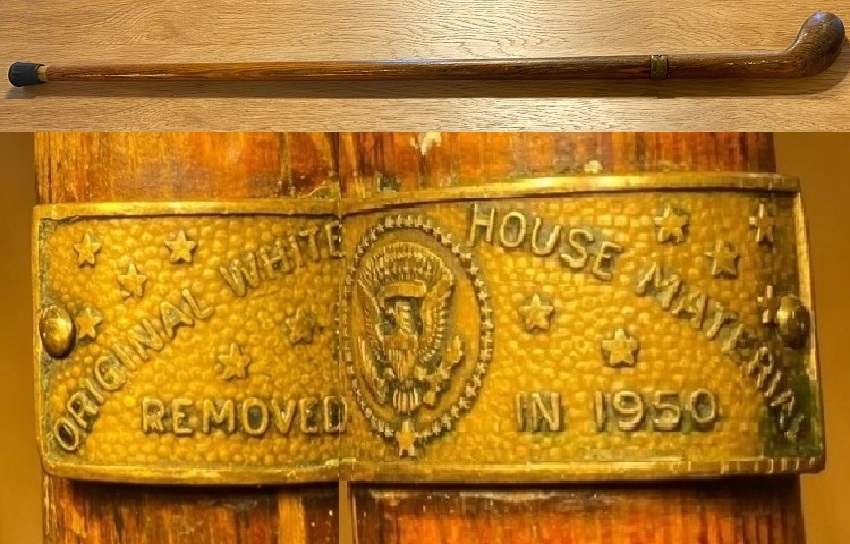 ORIGINAL WHITE HOUSE MATERIAL
REMOVED IN 1950